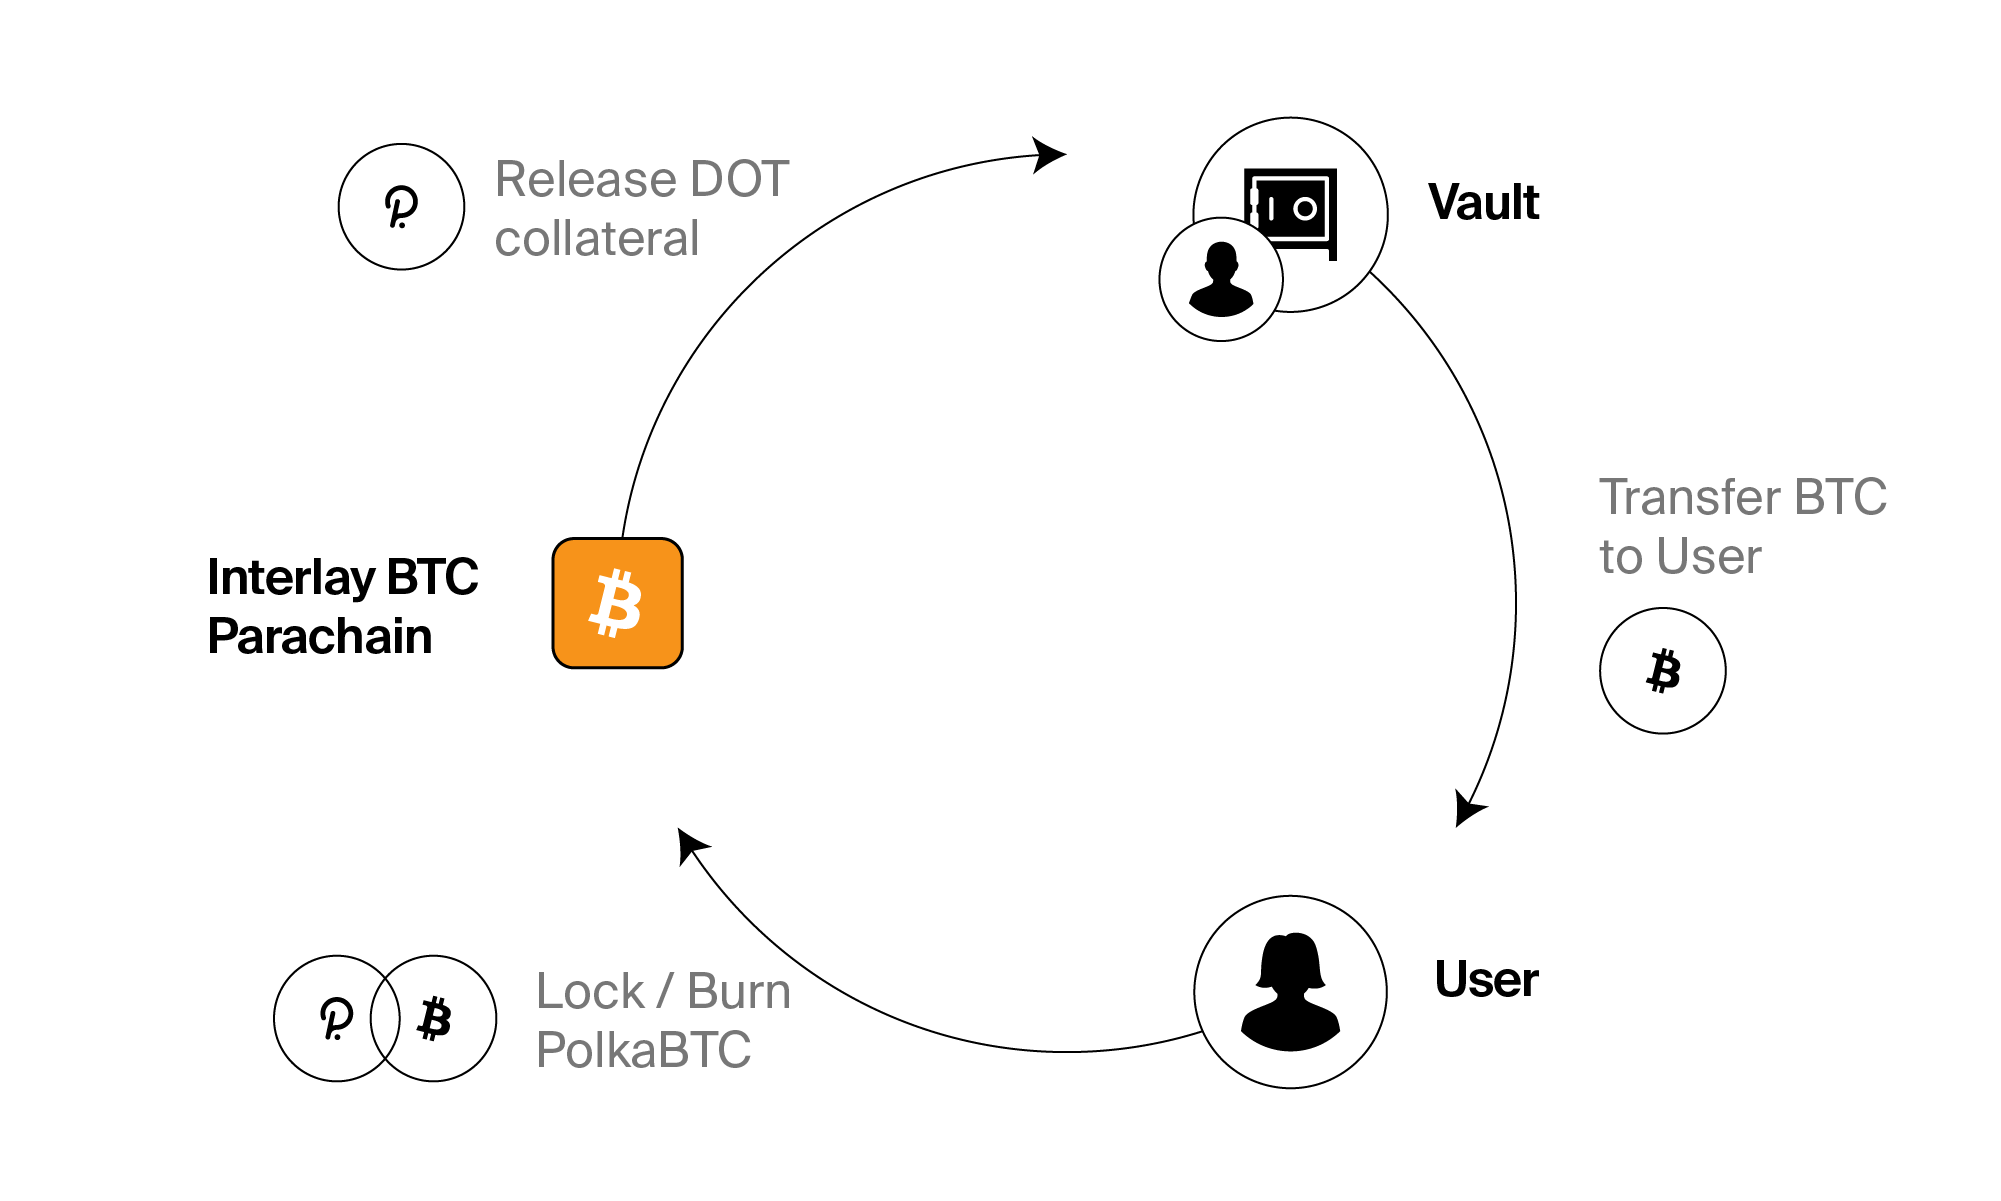 Release DOT
collateral
Vault
Transfer BTC
to User
Interlay BTC
Parachain
Lock / Burn
PolkaBTC
User